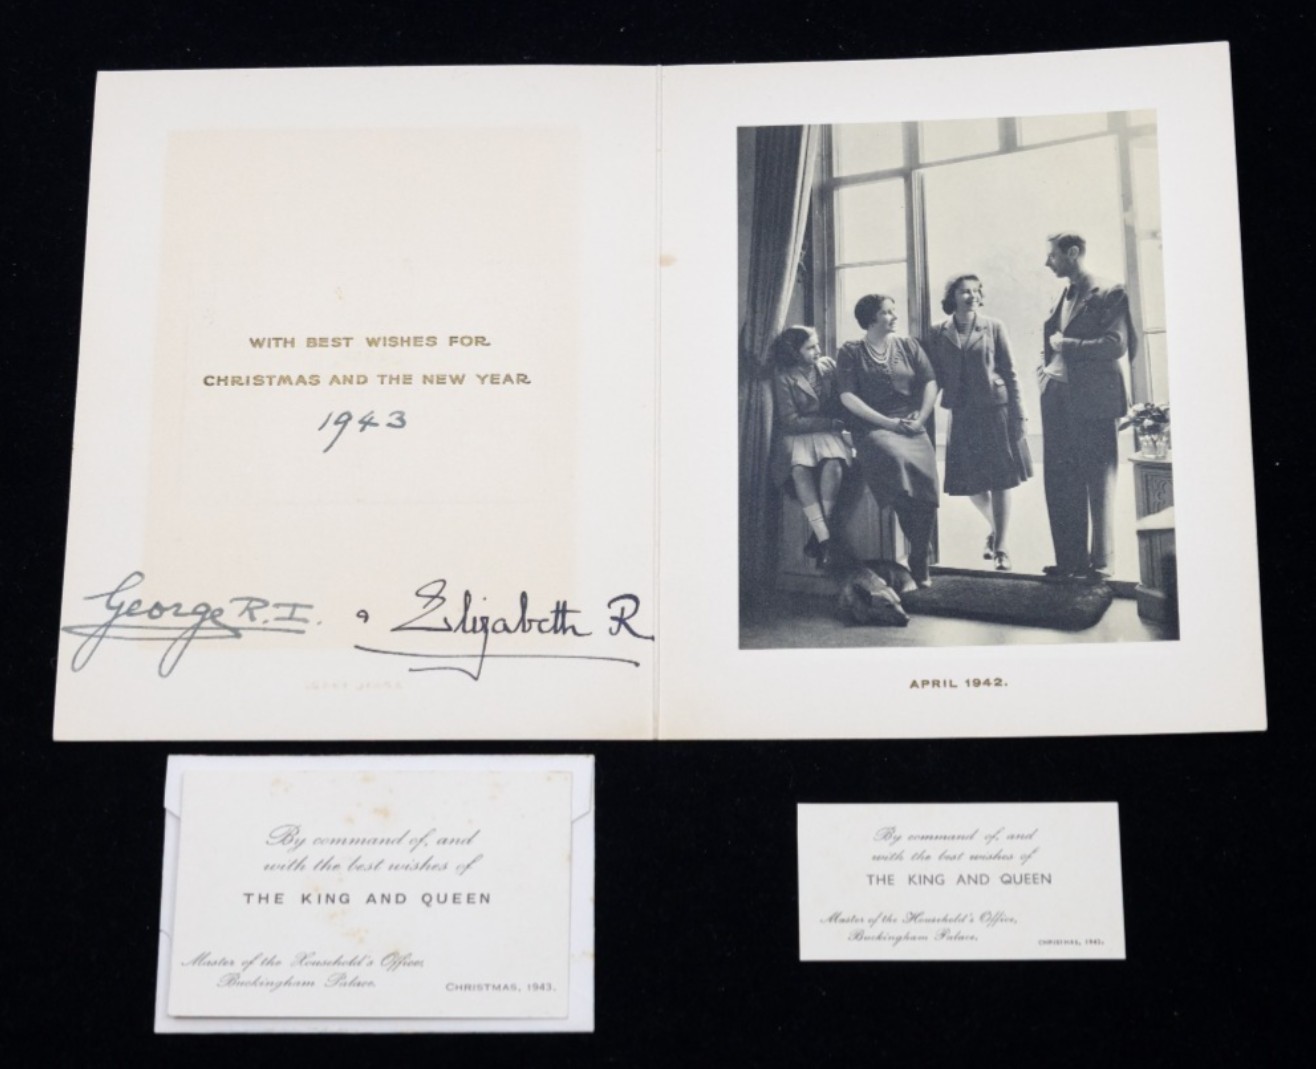 WITH BEST WISHES FOR
CHRISTMAS AND THE NEW YEAR
1943
George R.I. & Elizabeth R
APRIL 1942.
By command of, and
with the best wishes of
THE KING AND QUEEN
Master of the Household's Office,
Buckingham Palace.
CHRISTMAS, 1943.
By command of, and
with the best wishes of
THE KING AND QUEEN
Master of the Household's Office,
Buckingham Palace.
CHRISTMAS,